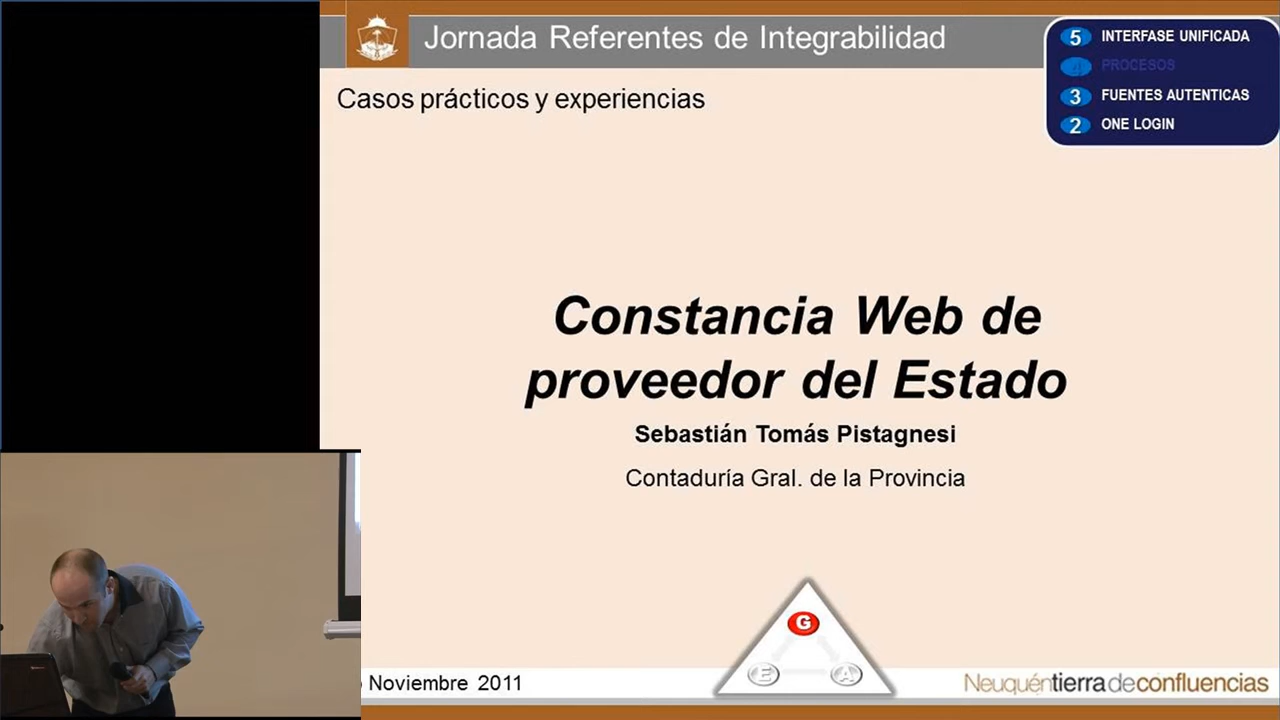 Jornada Referentes de Integrabilidad
5 INTERFASE UNIFICADA
4 PROCESOS
3 FUENTES AUTENTICAS
2 ONE LOGIN
Casos prácticos y experiencias
Constancia Web de
proveedor del Estado
Sebastián Tomás Pistagnesi
Contaduría Gral. de la Provincia
G
E
A
Noviembre 2011
Neuquéntierradeconfluencias